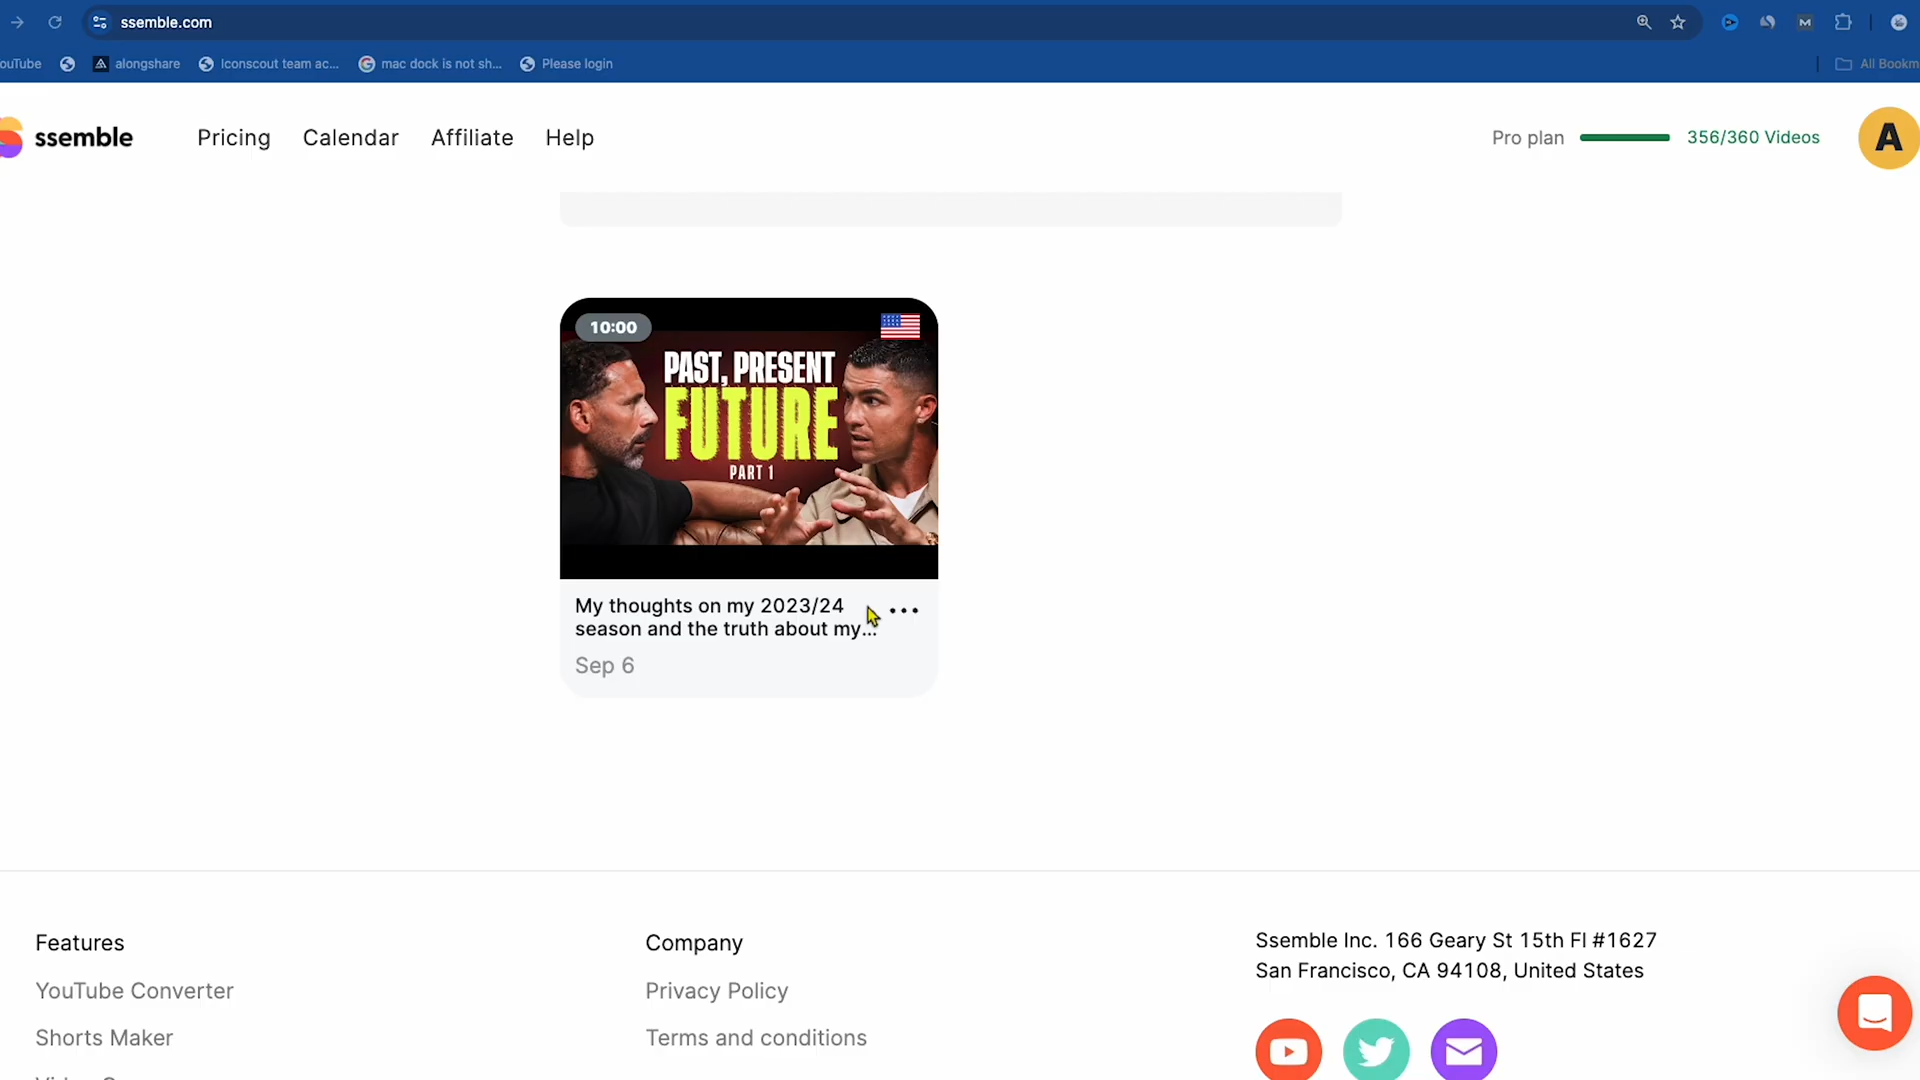 ssemble.com
ouTube
alongshare
Iconscout team ac...
mac dock is not sh...
Please login
All Bookm
ssemble
Pricing
Calendar
Affiliate
Help
Pro plan
356/360 Videos
A
10:00
PAST, PRESENT
FUTURE
PART 1
My thoughts on my 2023/24
season and the truth about my...
Sep 6
Features
YouTube Converter
Shorts Maker
Company
Privacy Policy
Terms and conditions
Ssemble Inc. 166 Geary St 15th Fl #1627
San Francisco, CA 94108, United States